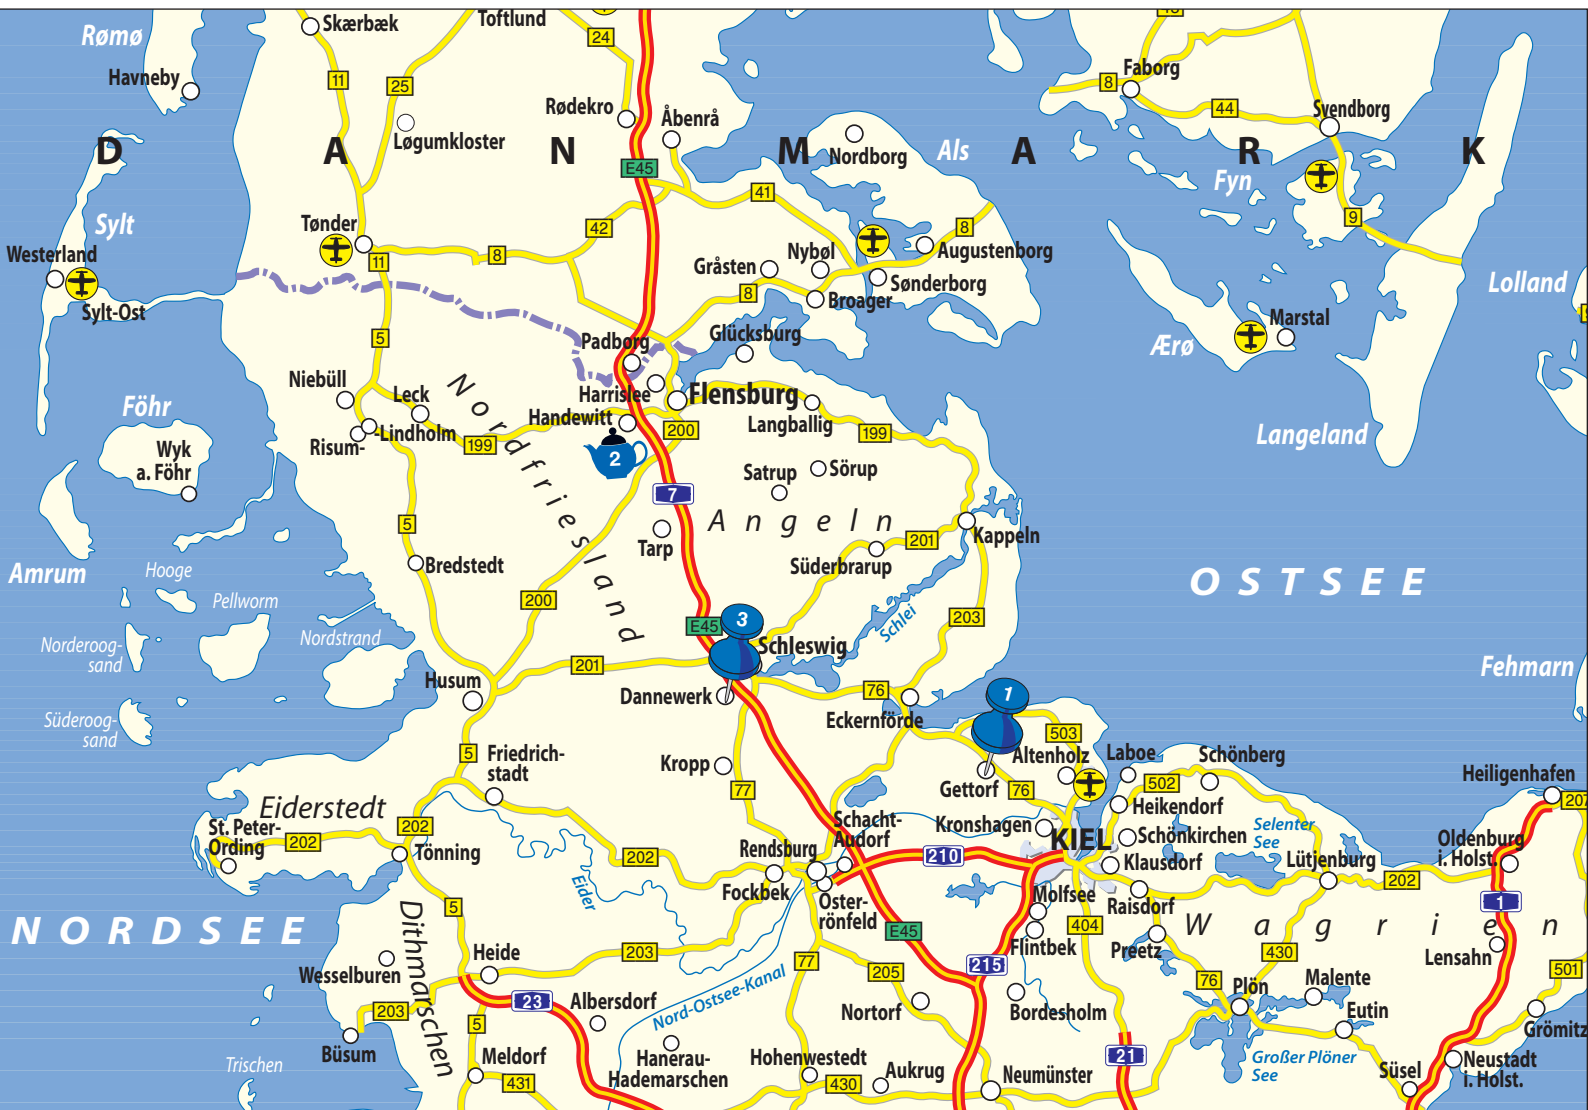 Skærbæk
Toftlund
Rømø
24
Havneby
11
25
Faborg
8
Rødekro
Åbenrå
44
Svendborg
Løgumkloster
Nordborg
Als
D A N M A R K
E45
Fyn
41
Sylt
Tønder
42
8
9
Westerland
11
8
Nybøl
Augustenborg
Gråsten
Sønderborg
Lolland
Sylt-Ost
8
Broager
Marstal
5
Padborg
Glücksburg
Ærø
Niebüll
Leck
Harrislee
Flensburg
Föhr
Handewitt
Langballig
200
199
Langeland
Risum-
-Lindholm
199
Wyk
a. Föhr
2
Satrup
Sörup
7
Nordfriesland
Angeln
5
Tarp
201
Kappeln
Süderbrarup
Amrum
Hooge
Bredstedt
OSTSEE
Pellworm
200
203
Schlei
Norderoog-
sand
Nordstrand
E45
3
Schleswig
201
Fehmarn
Husum
Dannewerk
76
1
Süderoog-
sand
Eckernförde
503
5
Friedrich-
stadt
Kropp
Altenholz
Laboe
Schönberg
Gettorf
76
502
Heiligenhafen
207
77
Eiderstedt
Heikendorf
St. Peter-
Ording
202
202
Schacht-
Audorf
Kronshagen
KIEL
Schönkirchen
Selenter
See
Oldenburg
i. Holst.
Tönning
202
Rendsburg
210
Klausdorf
Lütjenburg
202
Fockbek
Eider
Oster-
rönfeld
Molfsee
Raisdorf
1
5
Dithmarschen
NORDSEE
E45
404
Wagrien
Flintbek
Preetz
Heide
203
Lensahn
Wesselburen
77
205
215
430
501
76
Malente
23
Albersdorf
Nord-Ostsee-Kanal
Nortorf
Bordesholm
Plön
203
Eutin
Grömitz
5
Büsum
Meldorf
Hanerau-
Hademarschen
Hohenwestedt
21
Großer Plöner
See
Neustadt
i. Holst.
Trischen
431
430
Aukrug
Neumünster
Süsel